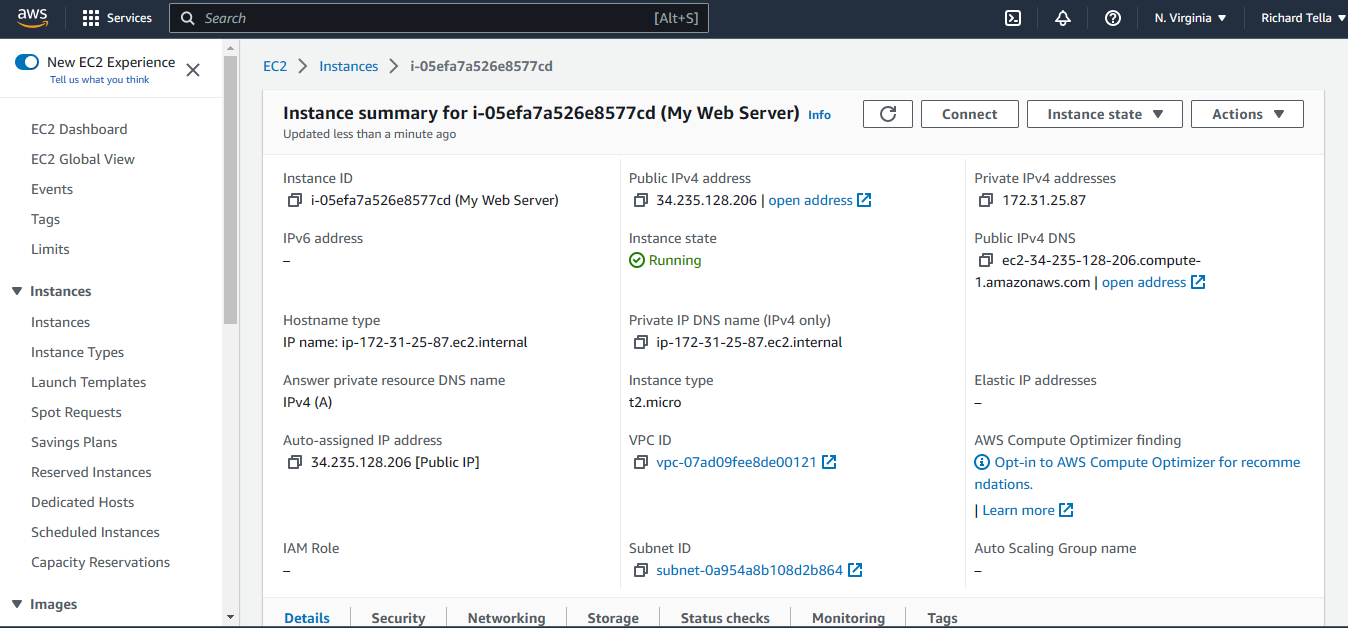 aws
Services
Search
[Alt+S]
N. Virginia
Richard Tella
New EC2 Experience
Tell us what you think
EC2 Dashboard
EC2 Global View
Events
Tags
Limits
Instances
Instances
Instance Types
Launch Templates
Spot Requests
Savings Plans
Reserved Instances
Dedicated Hosts
Scheduled Instances
Capacity Reservations
Images
EC2 > Instances > i-05efa7a526e8577cd
Instance summary for i-05efa7a526e8577cd (My Web Server) Info
Updated less than a minute ago
Connect
Instance state
Actions
Instance ID
i-05efa7a526e8577cd (My Web Server)
Public IPv4 address
34.235.128.206 | open address
Private IPv4 addresses
172.31.25.87
IPv6 address
–
Instance state
Running
Public IPv4 DNS
ec2-34-235-128-206.compute-
1.amazonaws.com | open address
Hostname type
IP name: ip-172-31-25-87.ec2.internal
Private IP DNS name (IPv4 only)
ip-172-31-25-87.ec2.internal
Answer private resource DNS name
IPv4 (A)
Instance type
t2.micro
Elastic IP addresses
–
Auto-assigned IP address
34.235.128.206 [Public IP]
VPC ID
vpc-07ad09fee8de00121
AWS Compute Optimizer finding
Opt-in to AWS Compute Optimizer for recomme
ndations.
| Learn more
IAM Role
–
Subnet ID
subnet-0a954a8b108d2b864
Auto Scaling Group name
–
Details
Security
Networking
Storage
Status checks
Monitoring
Tags